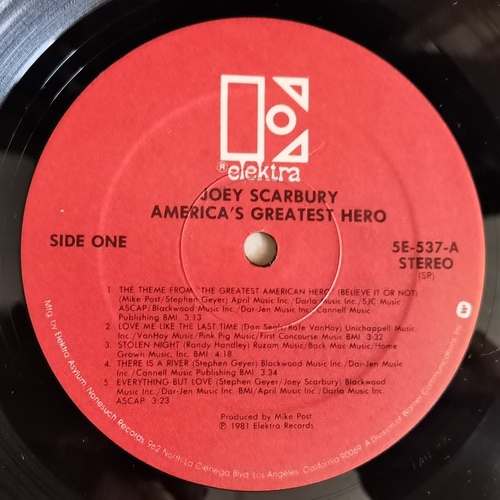 ® elektra
JOEY SCARBURY
AMERICA'S GREATEST HERO
SIDE ONE
5E-537-A
STEREO
(SP)
1 THE THEME FROM "THE GREATEST AMERICAN HERO" (BELIEVE IT OR NOT)
(Mike Post/Stephen Geyer) April Music Inc./Darla Music Inc./SJC Music
ASCAP/Blackwood Music Inc./Dar-Jen Music Inc./Cannell Music
Publishing BMI • 3:13
2 LOVE ME LIKE THE LAST TIME (Dan Seals/Rafe VanHoy) Unichappell Music
Inc./VanHoy Music/Pink Pig Music/First Concourse Music BMI • 3:32
3 STOLEN NIGHT (Randy Handley) Ruzam Music/Back Mac Music/Home
Grown Music, Inc. BMI • 4:18
4 THERE IS A RIVER (Stephen Geyer) Blackwood Music Inc./Dar-Jen Music
Inc./Cannell Music Publishing BMI • 3:34
5 EVERYTHING BUT LOVE (Stephen Geyer/Joey Scarbury) Blackwood
Music Inc./Dar-Jen Music Inc. BMI/April Music Inc./Darla Music Inc.
ASCAP • 3:23
Produced by Mike Post
℗ 1981 Elektra Records
MFG. by Elektra/Asylum/Nonesuch Records, 962 North La Cienega Blvd. Los Angeles, California 90069 A Division of Warner